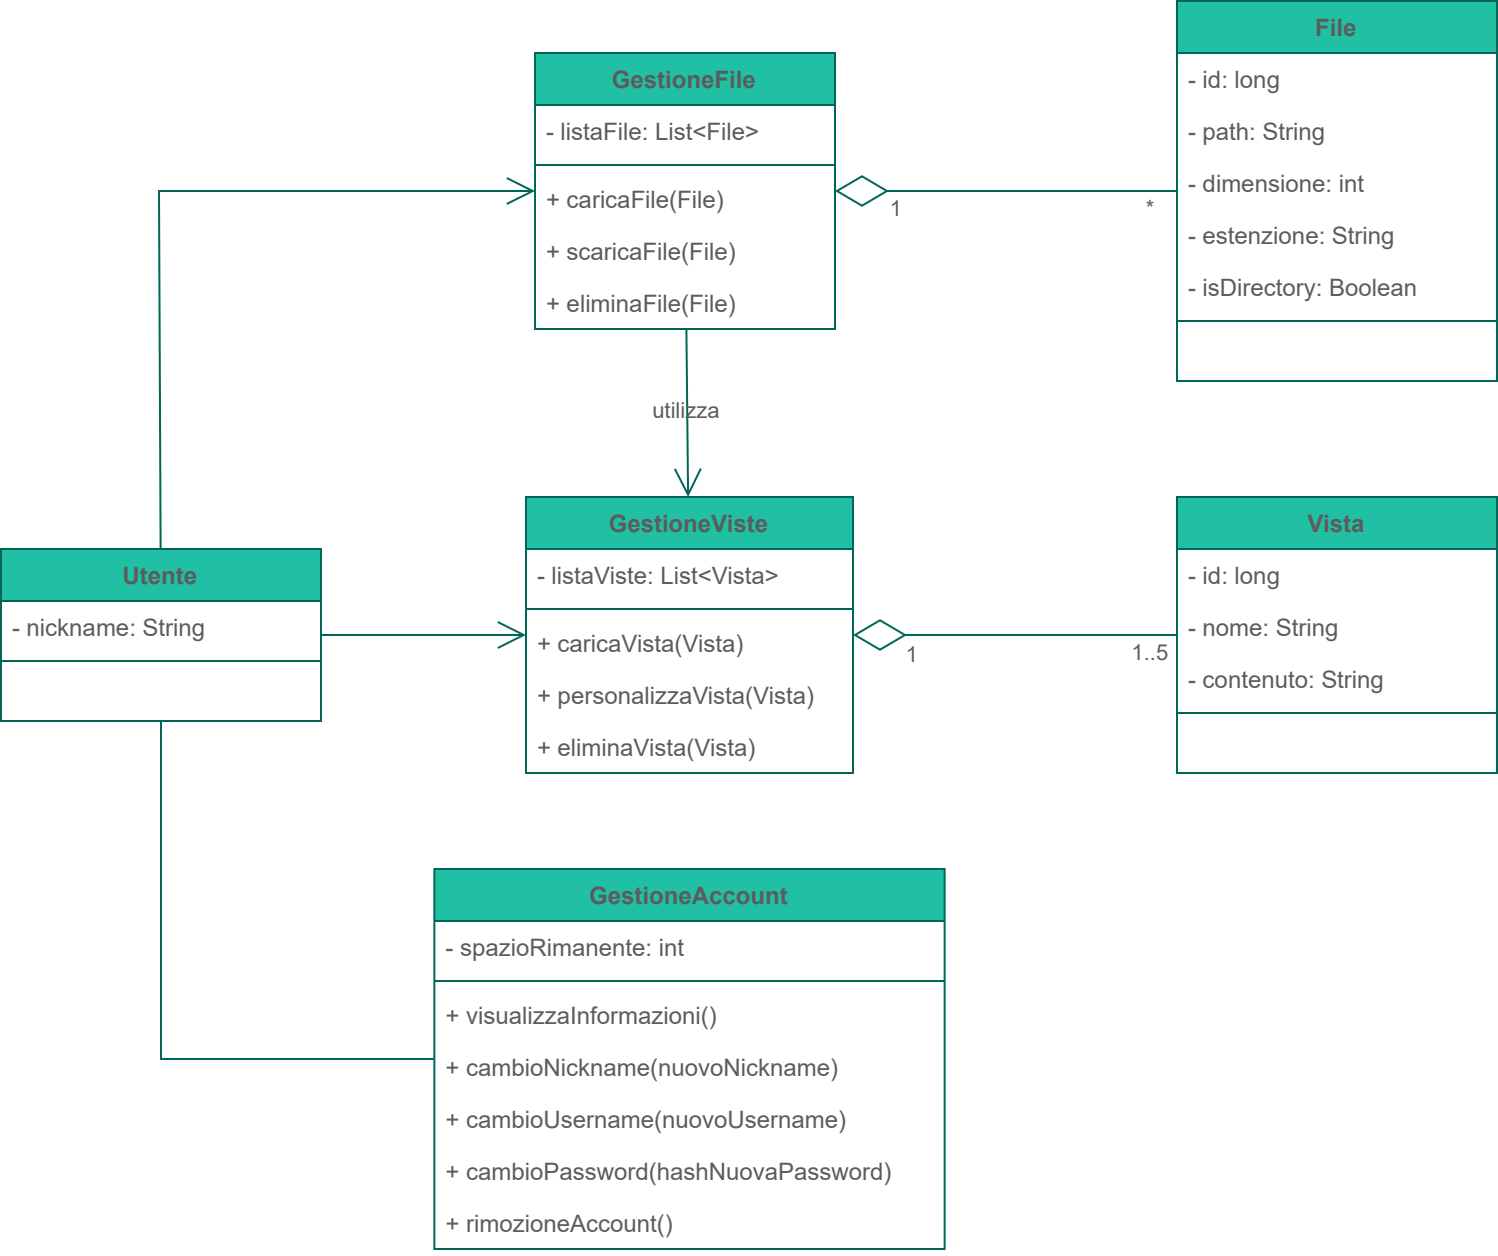 File
- id: long
- path: String
- dimensione: int
- estenzione: String
- isDirectory: Boolean
GestioneFile
- listaFile: List<File>
+ caricaFile(File)
+ scaricaFile(File)
+ eliminaFile(File)
1
*
utilizza
GestioneViste
- listaViste: List<Vista>
+ caricaVista(Vista)
+ personalizzaVista(Vista)
+ eliminaVista(Vista)
1
1..5
Vista
- id: long
- nome: String
- contenuto: String
Utente
- nickname: String
GestioneAccount
- spazioRimanente: int
+ visualizzaInformazioni()
+ cambioNickname(nuovoNickname)
+ cambioUsername(nuovoUsername)
+ cambioPassword(hashNuovaPassword)
+ rimozioneAccount()